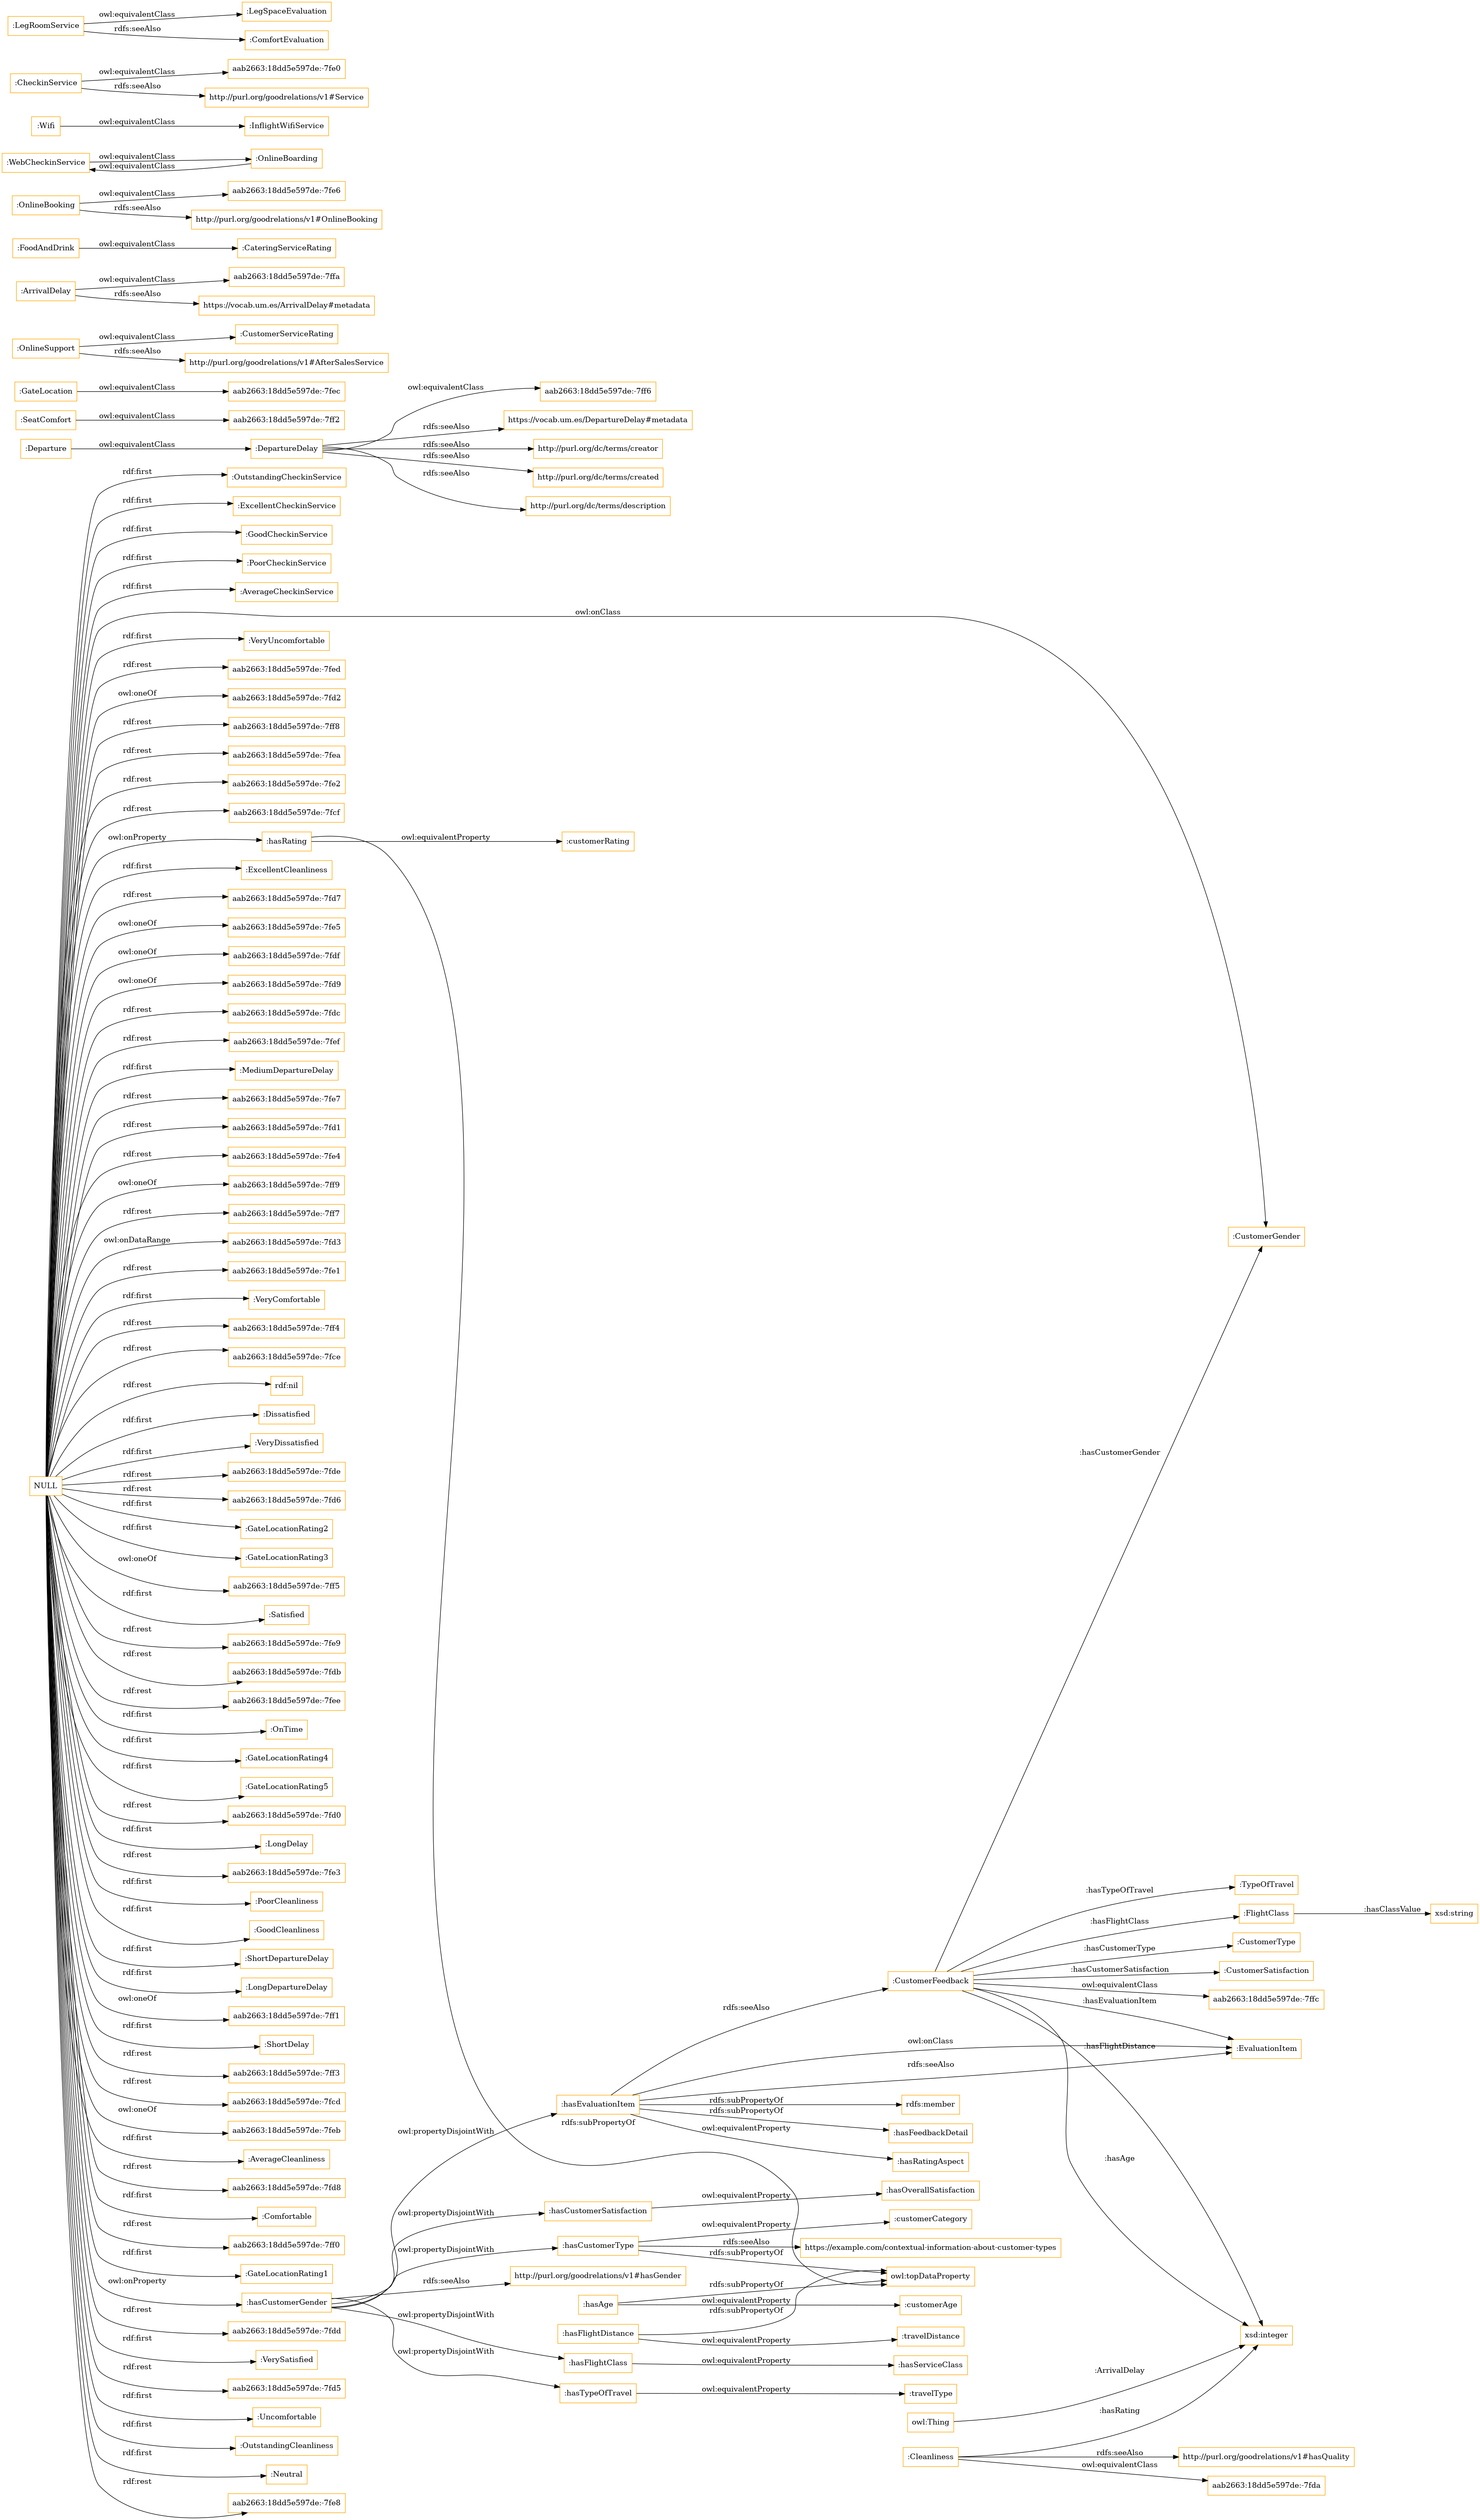 :LegRoomService
owl:equivalentClass
:LegSpaceEvaluation
rdfs:seeAlso
:ComfortEvaluation
:CheckinService
owl:equivalentClass
aab2663:18dd5e597de:-7fe0
rdfs:seeAlso
http://purl.org/goodrelations/v1#Service
:Wifi
owl:equivalentClass
:InflightWifiService
:WebCheckinService
owl:equivalentClass
owl:equivalentClass
:OnlineBoarding
:OnlineBooking
owl:equivalentClass
aab2663:18dd5e597de:-7fe6
rdfs:seeAlso
http://purl.org/goodrelations/v1#OnlineBooking
:FoodAndDrink
owl:equivalentClass
:CateringServiceRating
:ArrivalDelay
owl:equivalentClass
aab2663:18dd5e597de:-7ffa
rdfs:seeAlso
https://vocab.um.es/ArrivalDelay#metadata
:OnlineSupport
owl:equivalentClass
:CustomerServiceRating
rdfs:seeAlso
http://purl.org/goodrelations/v1#AfterSalesService
:GateLocation
owl:equivalentClass
aab2663:18dd5e597de:-7fec
:SeatComfort
owl:equivalentClass
aab2663:18dd5e597de:-7ff2
:Departure
owl:equivalentClass
:DepartureDelay
owl:equivalentClass
aab2663:18dd5e597de:-7ff6
rdfs:seeAlso
https://vocab.um.es/DepartureDelay#metadata
rdfs:seeAlso
http://purl.org/dc/terms/creator
rdfs:seeAlso
http://purl.org/dc/terms/created
rdfs:seeAlso
http://purl.org/dc/terms/description
NULL
rdf:first
:OutstandingCheckinService
rdf:first
:ExcellentCheckinService
rdf:first
:GoodCheckinService
rdf:first
:PoorCheckinService
rdf:first
:AverageCheckinService
owl:onClass
:CustomerGender
rdf:first
:VeryUncomfortable
rdf:rest
aab2663:18dd5e597de:-7fed
owl:oneOf
aab2663:18dd5e597de:-7fd2
rdf:rest
aab2663:18dd5e597de:-7ff8
rdf:rest
aab2663:18dd5e597de:-7fea
rdf:rest
aab2663:18dd5e597de:-7fe2
rdf:rest
aab2663:18dd5e597de:-7fcf
owl:onProperty
:hasRating
owl:equivalentProperty
:customerRating
rdf:first
:ExcellentCleanliness
rdf:rest
aab2663:18dd5e597de:-7fd7
owl:oneOf
aab2663:18dd5e597de:-7fe5
owl:oneOf
aab2663:18dd5e597de:-7fdf
owl:oneOf
aab2663:18dd5e597de:-7fd9
rdf:rest
aab2663:18dd5e597de:-7fdc
rdf:rest
aab2663:18dd5e597de:-7fef
rdf:first
:MediumDepartureDelay
rdf:rest
aab2663:18dd5e597de:-7fe7
rdf:rest
aab2663:18dd5e597de:-7fd1
rdf:rest
aab2663:18dd5e597de:-7fe4
owl:oneOf
aab2663:18dd5e597de:-7ff9
rdf:rest
aab2663:18dd5e597de:-7ff7
owl:onDataRange
aab2663:18dd5e597de:-7fd3
rdf:rest
aab2663:18dd5e597de:-7fe1
rdf:first
:VeryComfortable
rdf:rest
aab2663:18dd5e597de:-7ff4
rdf:rest
aab2663:18dd5e597de:-7fce
rdf:rest
rdf:nil
rdf:first
:Dissatisfied
rdf:first
:VeryDissatisfied
rdf:rest
aab2663:18dd5e597de:-7fde
rdf:rest
aab2663:18dd5e597de:-7fd6
rdf:first
:GateLocationRating2
rdf:first
:GateLocationRating3
owl:oneOf
aab2663:18dd5e597de:-7ff5
rdf:first
:Satisfied
rdf:rest
aab2663:18dd5e597de:-7fe9
rdf:rest
aab2663:18dd5e597de:-7fdb
rdf:rest
aab2663:18dd5e597de:-7fee
rdf:first
:OnTime
rdf:first
:GateLocationRating4
rdf:first
:GateLocationRating5
rdf:rest
aab2663:18dd5e597de:-7fd0
rdf:first
:LongDelay
rdf:rest
aab2663:18dd5e597de:-7fe3
rdf:first
:PoorCleanliness
rdf:first
:GoodCleanliness
rdf:first
:ShortDepartureDelay
rdf:first
:LongDepartureDelay
owl:oneOf
aab2663:18dd5e597de:-7ff1
rdf:first
:ShortDelay
rdf:rest
aab2663:18dd5e597de:-7ff3
rdf:rest
aab2663:18dd5e597de:-7fcd
owl:oneOf
aab2663:18dd5e597de:-7feb
rdf:first
:AverageCleanliness
rdf:rest
aab2663:18dd5e597de:-7fd8
rdf:first
:Comfortable
rdf:rest
aab2663:18dd5e597de:-7ff0
rdf:first
:GateLocationRating1
owl:onProperty
:hasCustomerGender
rdf:rest
aab2663:18dd5e597de:-7fdd
rdf:first
:VerySatisfied
rdf:rest
aab2663:18dd5e597de:-7fd5
rdf:first
:Uncomfortable
rdf:first
:OutstandingCleanliness
rdf:first
:Neutral
rdf:rest
aab2663:18dd5e597de:-7fe8
:hasCustomerGender
:hasTypeOfTravel
:TypeOfTravel
:hasFlightClass
:FlightClass
:hasClassValue
xsd:string
:hasCustomerType
:CustomerType
:CustomerFeedback
:hasCustomerSatisfaction
:CustomerSatisfaction
owl:equivalentClass
aab2663:18dd5e597de:-7ffc
:hasEvaluationItem
:EvaluationItem
:hasFlightDistance
:hasAge
rdfs:seeAlso
owl:onClass
rdfs:seeAlso
:hasEvaluationItem
rdfs:subPropertyOf
rdfs:member
rdfs:subPropertyOf
:hasFeedbackDetail
owl:equivalentProperty
:hasRatingAspect
rdfs:subPropertyOf
owl:propertyDisjointWith
owl:propertyDisjointWith
:hasCustomerSatisfaction
owl:equivalentProperty
:hasOverallSatisfaction
owl:propertyDisjointWith
:hasCustomerType
owl:equivalentProperty
:customerCategory
rdfs:seeAlso
https://example.com/contextual-information-about-customer-types
rdfs:subPropertyOf
owl:topDataProperty
rdfs:seeAlso
http://purl.org/goodrelations/v1#hasGender
:hasAge
rdfs:subPropertyOf
owl:equivalentProperty
:customerAge
:hasFlightDistance
rdfs:subPropertyOf
owl:equivalentProperty
:travelDistance
owl:propertyDisjointWith
:hasFlightClass
owl:equivalentProperty
:hasServiceClass
owl:propertyDisjointWith
:hasTypeOfTravel
owl:equivalentProperty
:travelType
xsd:integer
owl:Thing
:ArrivalDelay
:Cleanliness
:hasRating
rdfs:seeAlso
http://purl.org/goodrelations/v1#hasQuality
owl:equivalentClass
aab2663:18dd5e597de:-7fda